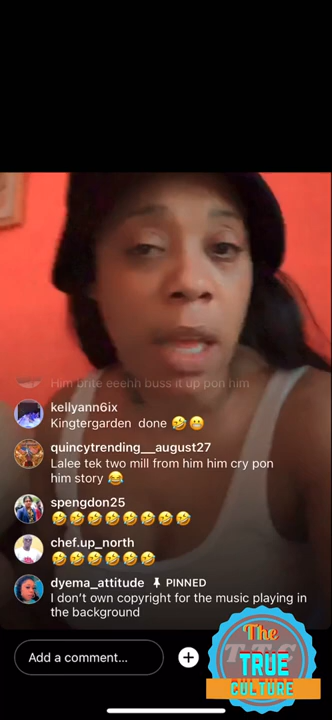 Him brite eeehh buss it up pon him
kellyann6ix
Kingtergarden done 🤣😬
quincytrending__august27
Lalee tek two mill from him him cry pon
him story 😂
spengdon25
🤣🤣🤣🤣🤣🤣🤣🤣🤣
chef.up_north
🤣🤣🤣🤣🤣🤣
dyema_attitude 📌 PINNED
I don't own copyright for the music playing in
the background
Add a comment...
The
TTC
TRUE
CULTURE